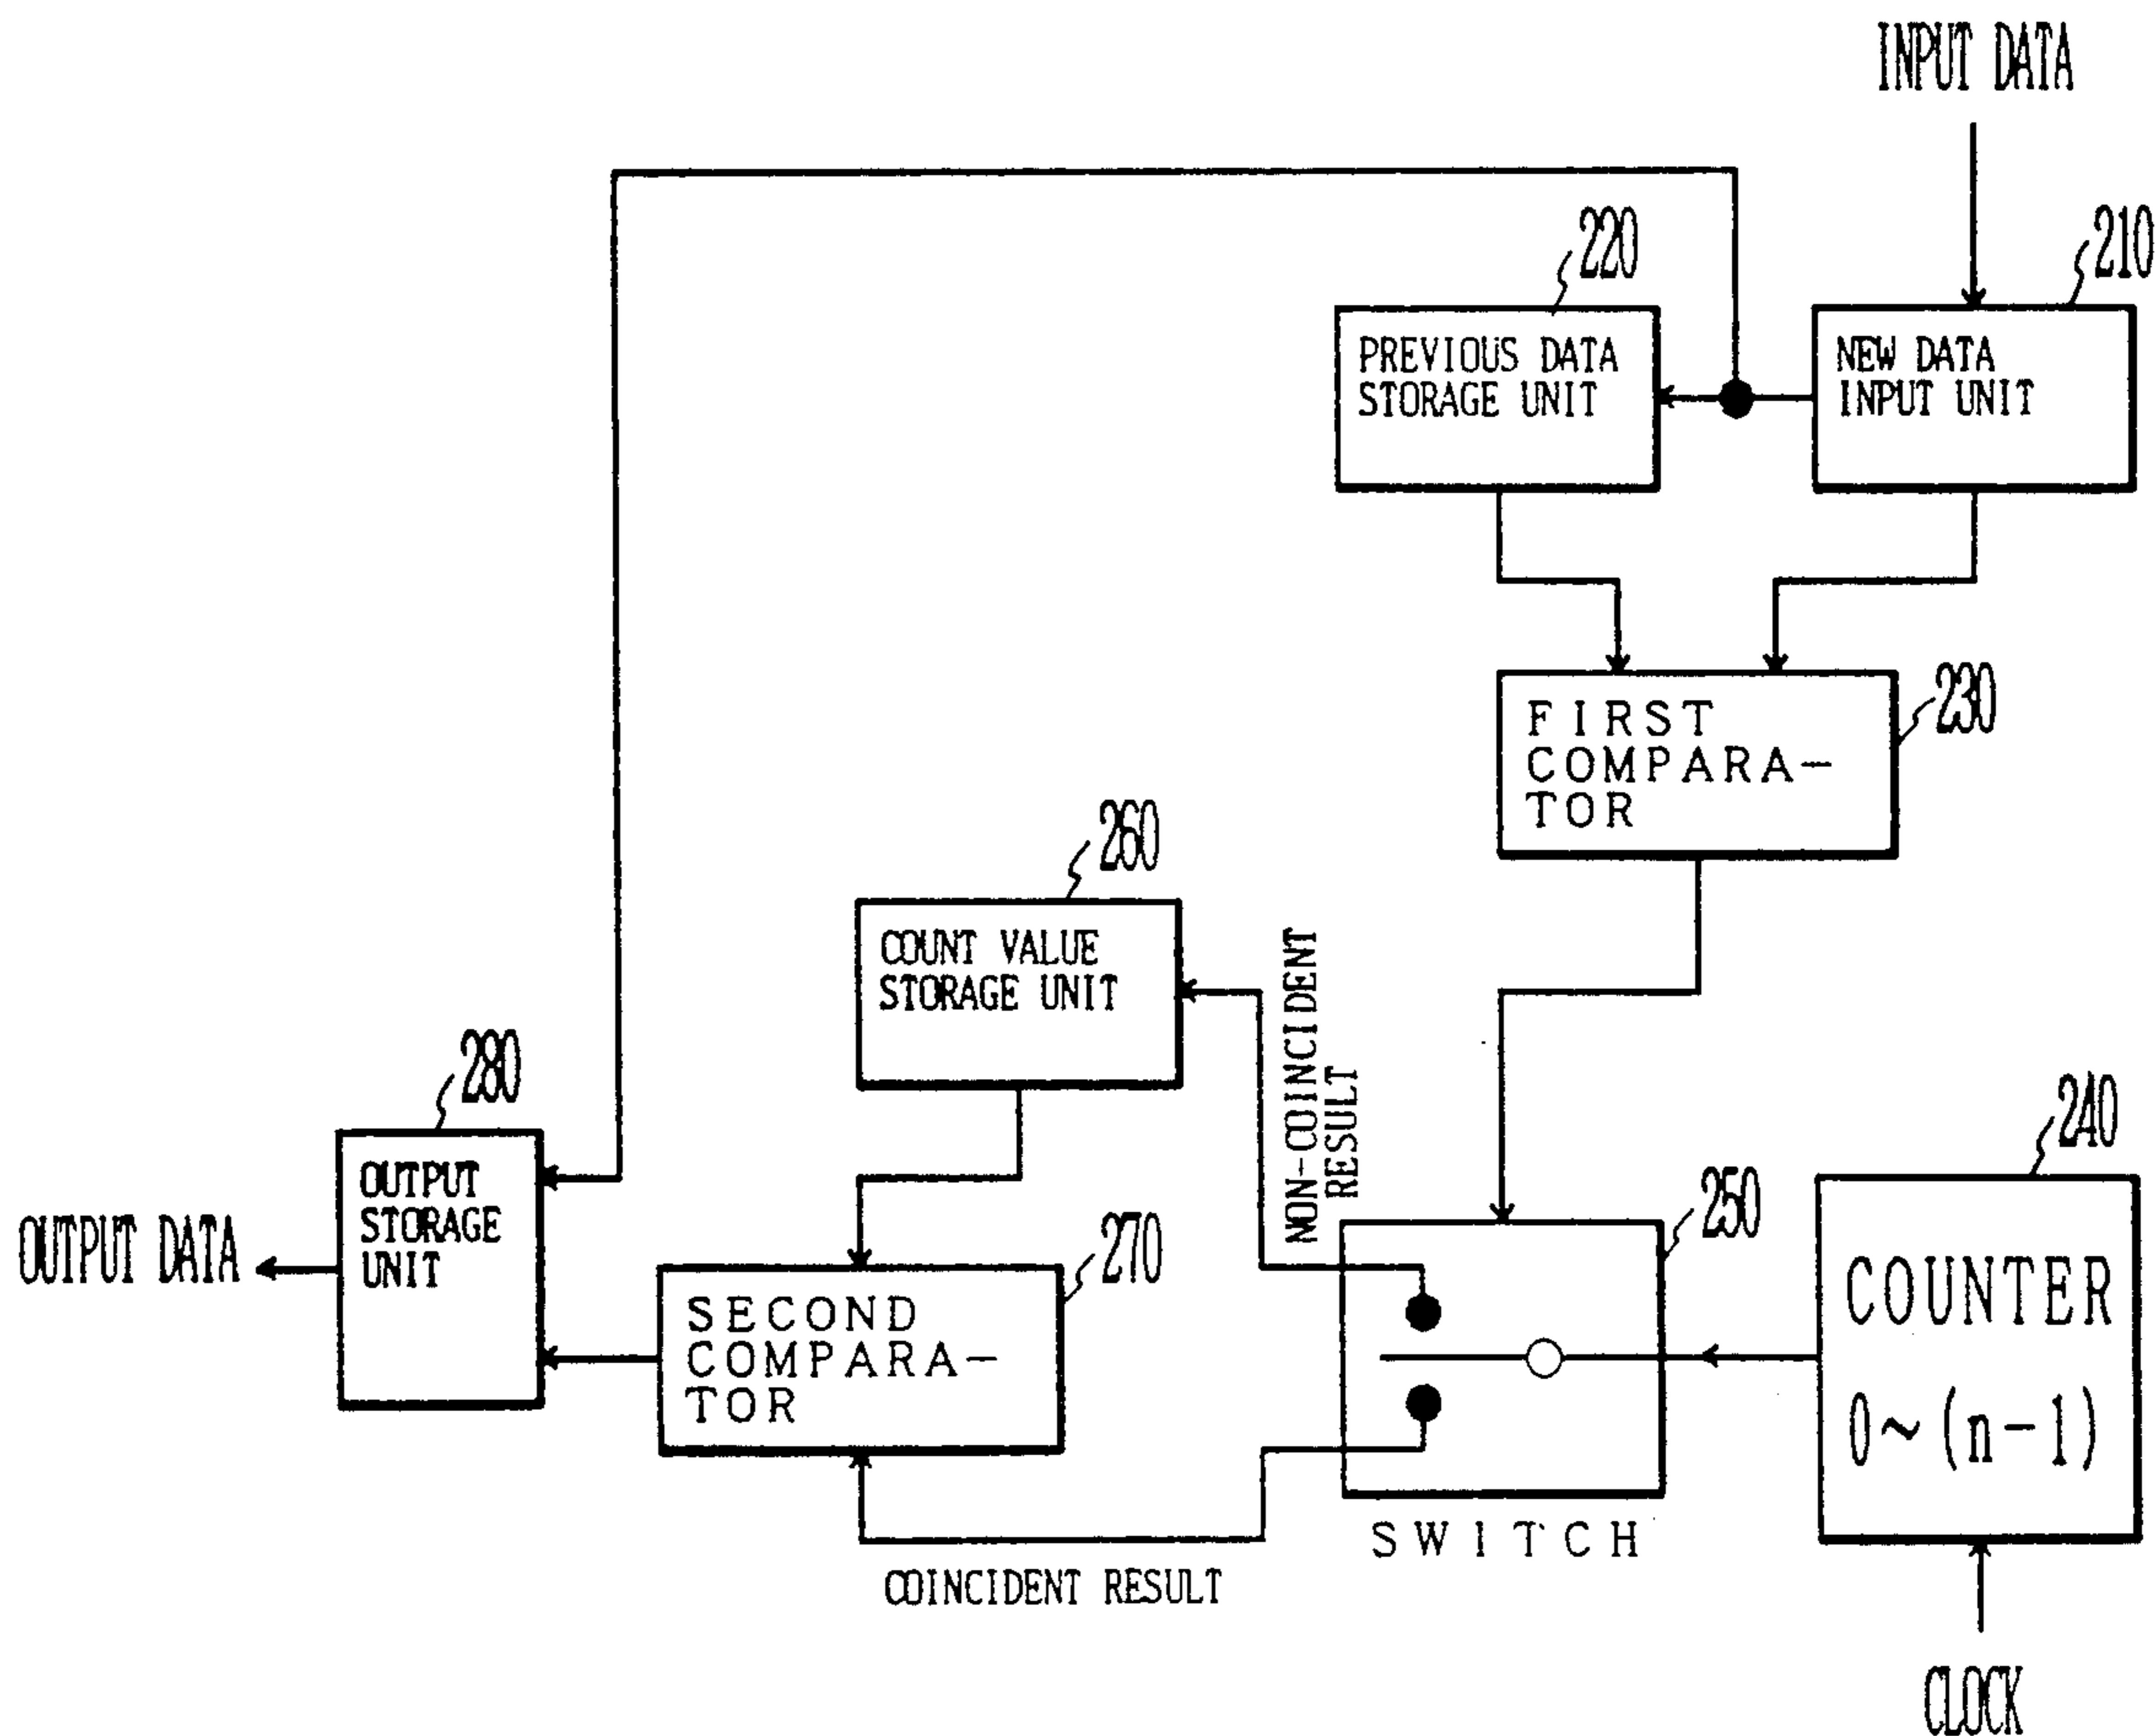 INPUT DATA
220
210
PREVIOUS DATA
STORAGE UNIT
NEW DATA
INPUT UNIT
230
FIRST
COMPARA-
TOR
260
COUNT VALUE
STORAGE UNIT
NON-COINCIDENT
RESULT
280
OUTPUT
STORAGE
UNIT
OUTPUT DATA
270
SECOND
COMPARA-
TOR
250
240
COUNTER
0~(n-1)
SWITCH
COINCIDENT RESULT
CLOCK